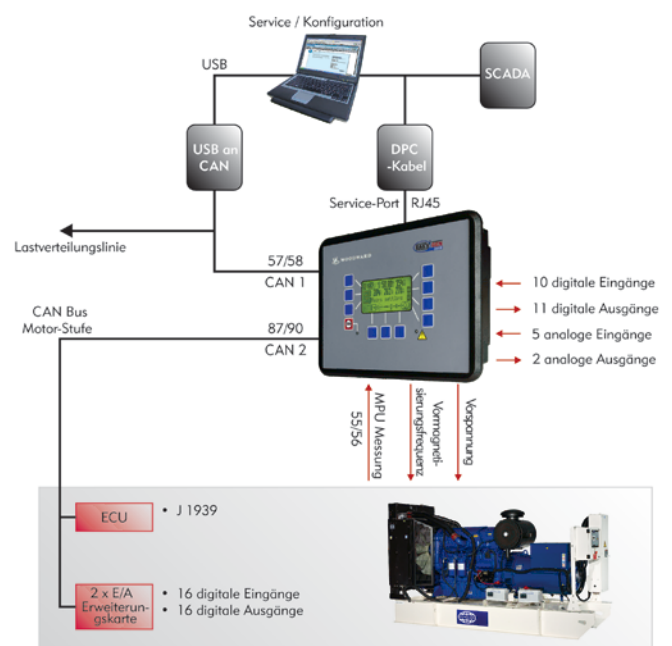 Service / Konfiguration
USB
SCADA
USB an
CAN
DPC
-Kabel
Service-Port
RJ45
Lastverteilungslinie
57/58
CAN 1
WOODWARD
10 digitale Eingänge
11 digitale Ausgänge
5 analoge Eingänge
2 analoge Ausgänge
CAN Bus
Motor-Stufe
87/90
CAN 2
MPU Messung
55/56
Vormagneti-
sierungsfrequenz
Vorspannung
ECU
• J 1939
2 x E/A
Erweiterun-
gskarte
• 16 digitale Eingänge
• 16 digitale Ausgänge